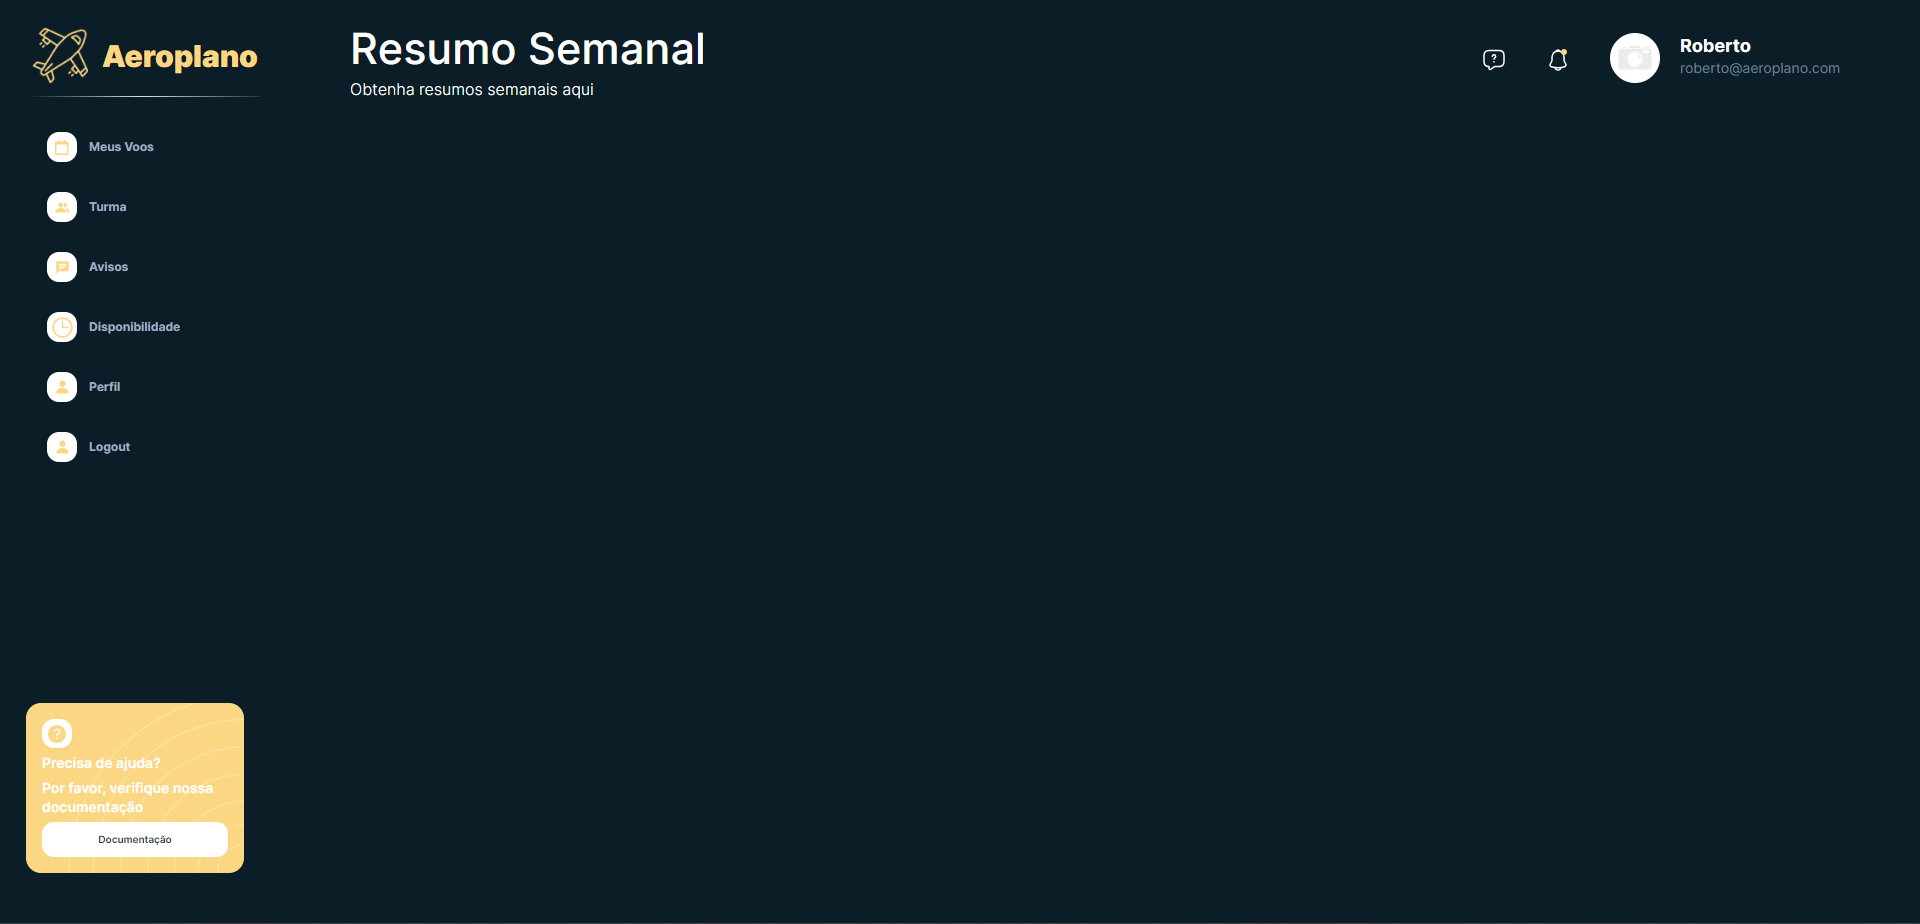 Aeroplano
Resumo Semanal
Obtenha resumos semanais aqui
Roberto
roberto@aeroplano.com
Meus Voos
Turma
Avisos
Disponibilidade
Perfil
Logout
Precisa de ajuda?
Por favor, verifique nossa
documentação
Documentação